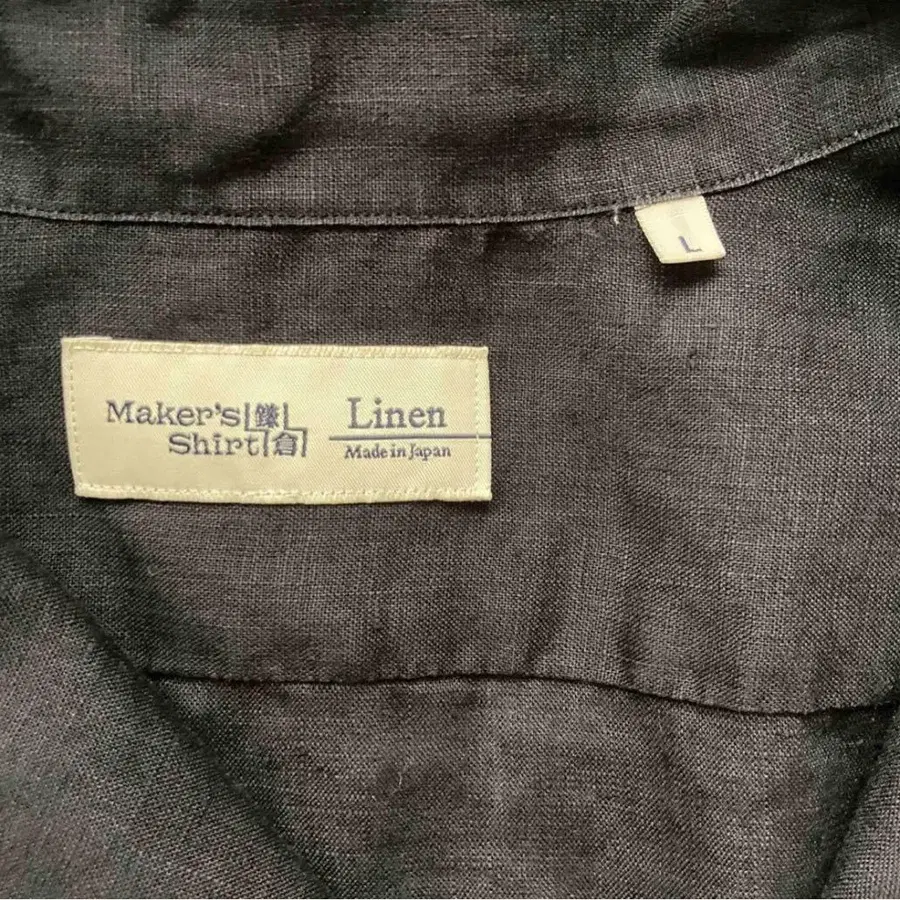 L
Maker's 鎌
Shirt 倉
Linen
Made in Japan